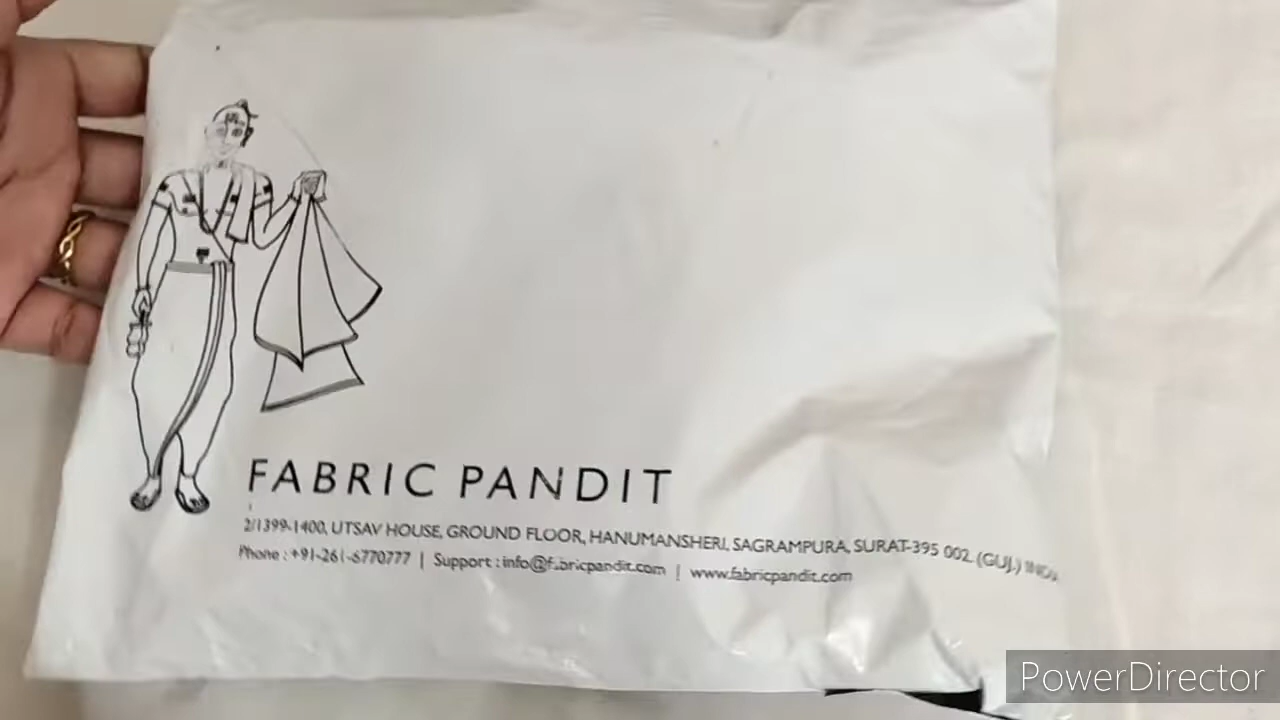 FABRIC PANDIT
2/1399-1400, UTSAV HOUSE, GROUND FLOOR, HANUMANSHERI, SAGRAMPURA, SURAT-395 002. (GUJ.) INDIA
Phone : +91-261-6770777 | Support : info@fabricpandit.com | www.fabricpandit.com
PowerDirector